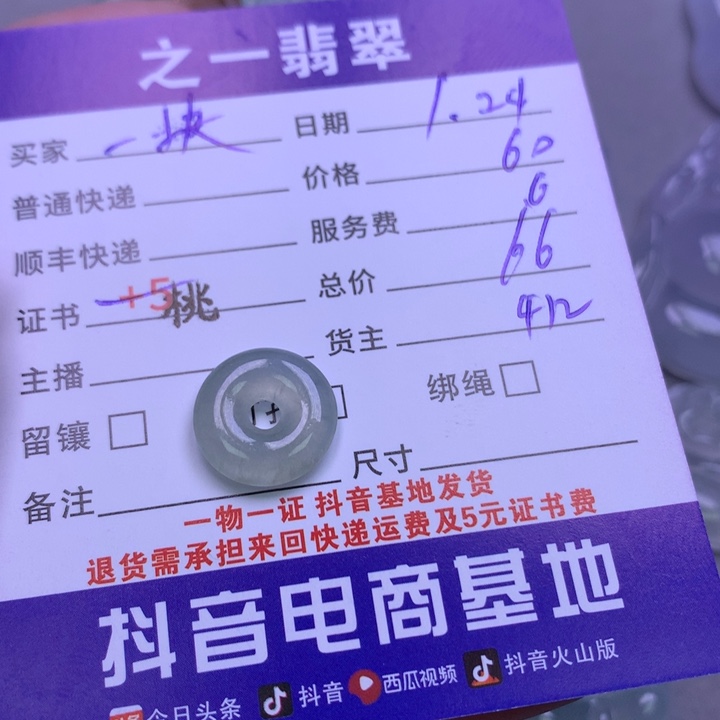 之一翡翠
买家 一块 日期 1.24
普通快递 价格 60
顺丰快递 服务费 6
证书 +5 桃 总价 66
主播 货主 412
留镶 绑绳
备注 尺寸
一物一证 抖音基地发货
退货需承担来回快递运费及5元证书费
抖音电商基地
今日头条 抖音 西瓜视频 抖音火山版